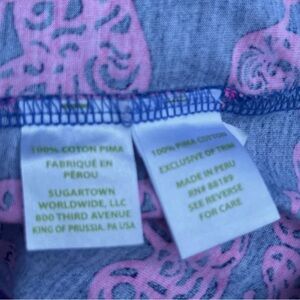 100% COTON PIMA
FABRIQUÉ EN
PÉROU
SUGARTOWN
WORLDWIDE, LLC
800 THIRD AVENUE
KING OF PRUSSIA. PA USA
100% PIMA COTTON
EXCLUSIVE OF TRIM
MADE IN PERU
RN# 88189
SEE REVERSE
FOR CARE